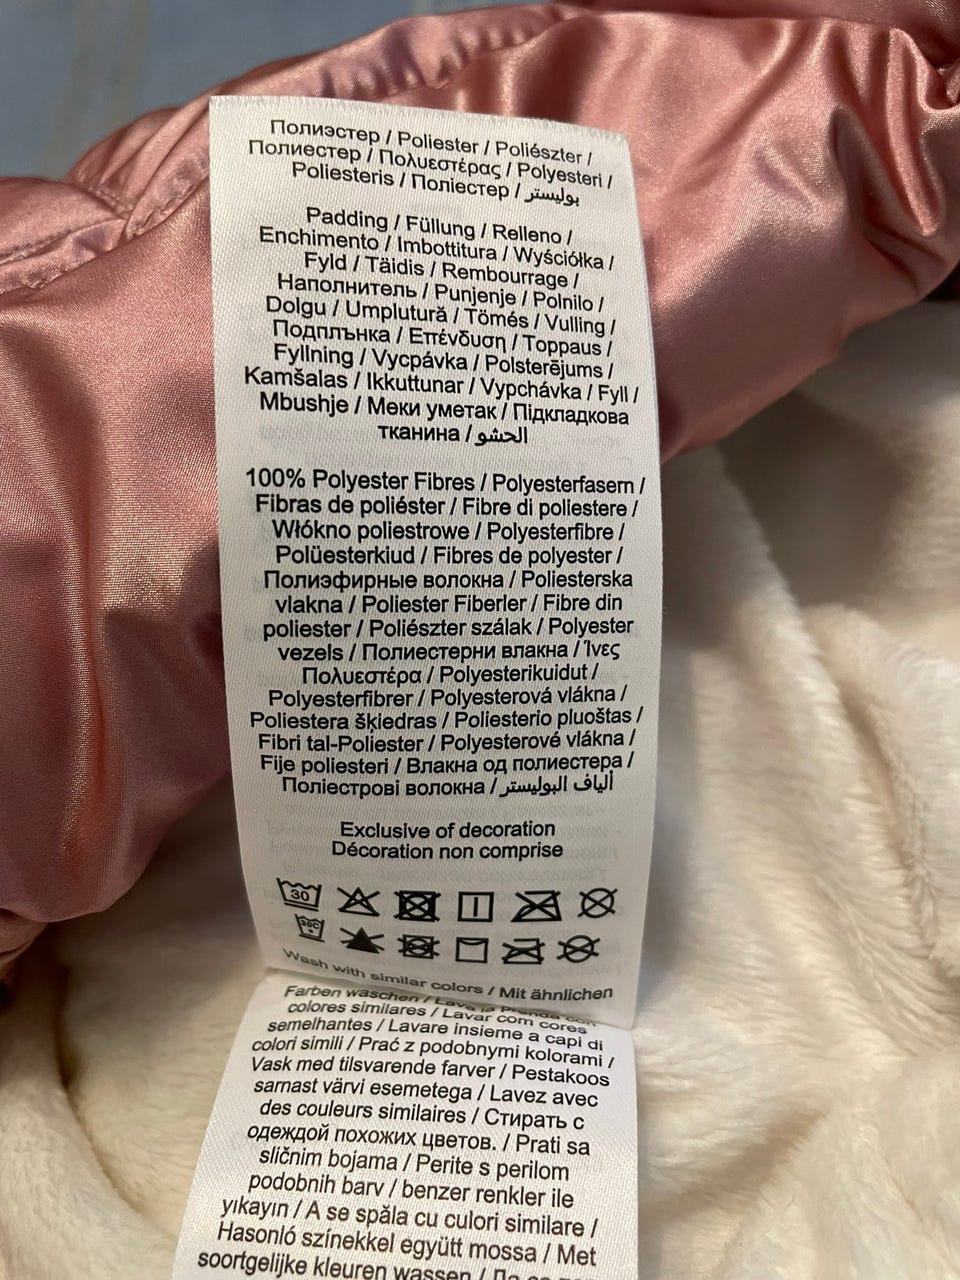 Полиэстер / Poliester / Poliészter /
Полиестер / Πολυεστέρας / Polyesteri /
Poliesteris / Поліестер / بوليستر
Padding / Füllung / Relleno /
Enchimento / Imbottitura / Wyściółka /
Fyld / Täidis / Rembourrage /
Наполнитель / Punjenje / Polnilo /
Dolgu / Umplutură / Tömés / Vulling /
Подплънка / Επένδυση / Toppaus /
Fyllning / Vycpávka / Polsterējums /
Kamšalas / Ikkuttunar / Vypchávka / Fyll /
Mbushje / Меки уметак / Підкладкова
тканина / الحشو
100% Polyester Fibres / Polyesterfasern /
Fibras de poliéster / Fibre di poliestere /
Włókno poliestrowe / Polyesterfibre /
Polüesterkiud / Fibres de polyester /
Полиэфирные волокна / Poliesterska
vlakna / Poliester Fiberler / Fibre din
poliester / Poliészter szálak / Polyester
vezels / Полиестерни влакна / Ίνες
Πολυεστέρα / Polyesterikuidut /
Polyesterfibrer / Polyesterová vlákna /
Poliestera šķiedras / Poliesterio pluoštas /
Fibri tal-Poliester / Polyesterové vlákna /
Fije poliesteri / Влакна од полиестера /
Поліестрові волокна / ألياف البوليستر
Exclusive of decoration
Décoration non comprise
30
30C
Wash with similar colors / Mit ähnlichen
Farben waschen / Lava la Prenda con
colores similares / Lavar com cores
semelhantes / Lavare insieme a capi di
colori simili / Prać z podobnymi kolorami /
Vask med tilsvarende farver / Pestakoos
sarnast värvi esemetega / Lavez avec
des couleurs similaires / Стирать с
одеждой похожих цветов. / Prati sa
sličnim bojama / Perite s perilom
podobnih barv / benzer renkler ile
yıkayın / A se spăla cu culori similare /
Hasonló színekkel együtt mossa / Met
soortgelijke kleuren wassen /